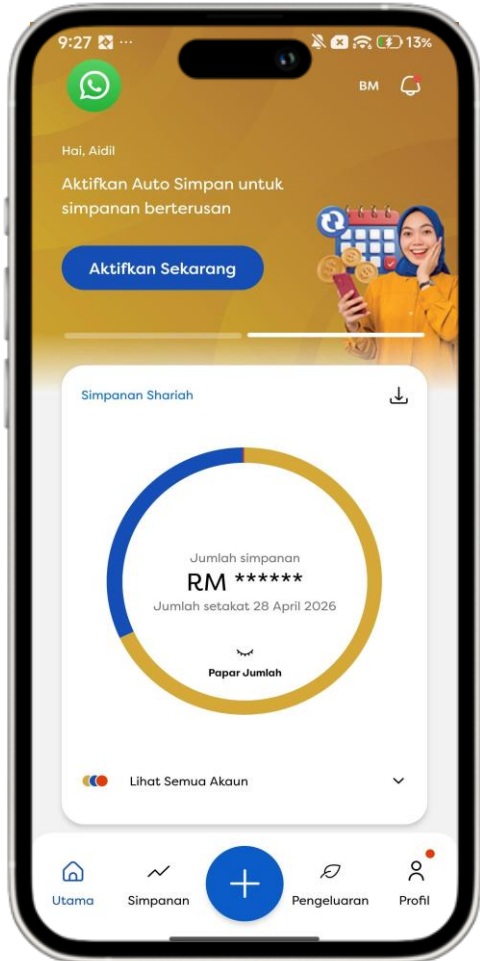 9:27
13%
BM
Hai, Aidil
Aktifkan Auto Simpan untuk
simpanan berterusan
Aktifkan Sekarang
Simpanan Shariah
Jumlah simpanan
RM ******
Jumlah setakat 28 April 2026
Papar Jumlah
Lihat Semua Akaun
Utama
Simpanan
Pengeluaran
Profil